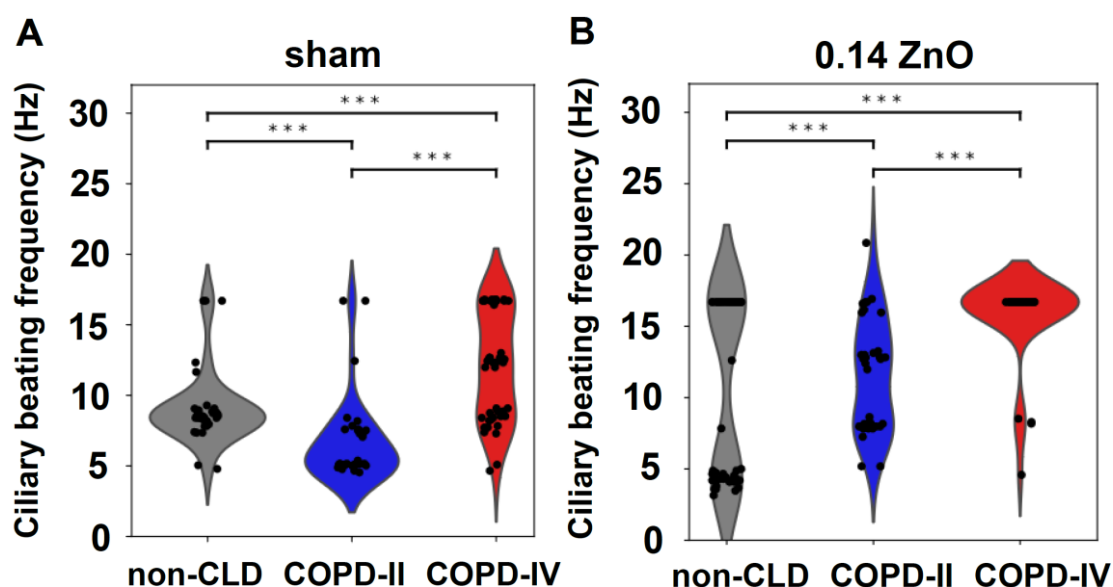 A
sham
Ciliary beating frequency (Hz)
30
25
20
15
10
5
0
***
***
***
non-CLD COPD-II COPD-IV
B
0.14 ZnO
Ciliary beating frequency (Hz)
30
25
20
15
10
5
0
***
***
***
non-CLD COPD-II COPD-IV